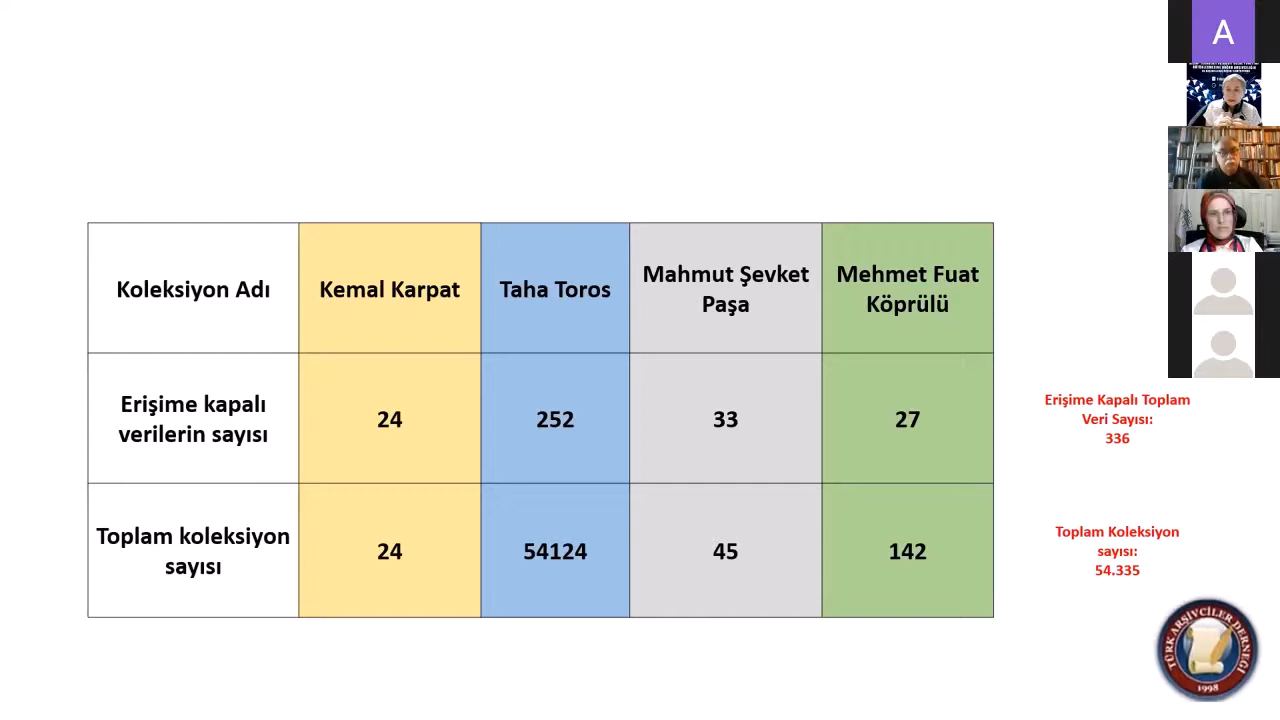 A
Koleksiyon Adı
Kemal Karpat
Taha Toros
Mahmut Şevket
Paşa
Mehmet Fuat
Köprülü
Erişime kapalı
verilerin sayısı
24
252
33
27
Erişime Kapalı Toplam
Veri Sayısı:
336
Toplam koleksiyon
sayısı
24
54124
45
142
Toplam Koleksiyon
sayısı:
54.335
TÜRK ARŞİVCİLER DERNEĞİ
1998